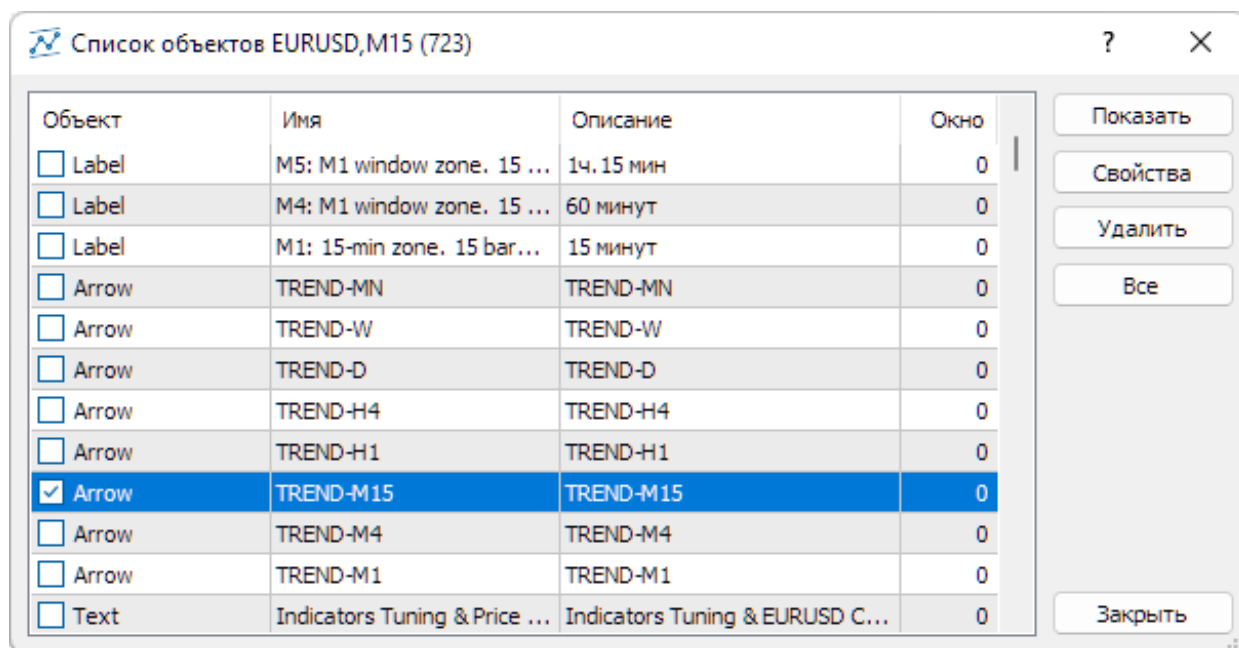 Список объектов EURUSD,M15 (723) ? ×
Объект Имя Описание Окно
Label M5: M1 window zone. 15 ... 1ч.15 мин 0
Label M4: M1 window zone. 15 ... 60 минут 0
Label M1: 15-min zone. 15 bar... 15 минут 0
Arrow TREND-MN TREND-MN 0
Arrow TREND-W TREND-W 0
Arrow TREND-D TREND-D 0
Arrow TREND-H4 TREND-H4 0
Arrow TREND-H1 TREND-H1 0
Arrow TREND-M15 TREND-M15 0
Arrow TREND-M4 TREND-M4 0
Arrow TREND-M1 TREND-M1 0
Text Indicators Tuning & Price ... Indicators Tuning & EURUSD C... 0
Показать
Свойства
Удалить
Все
Закрыть